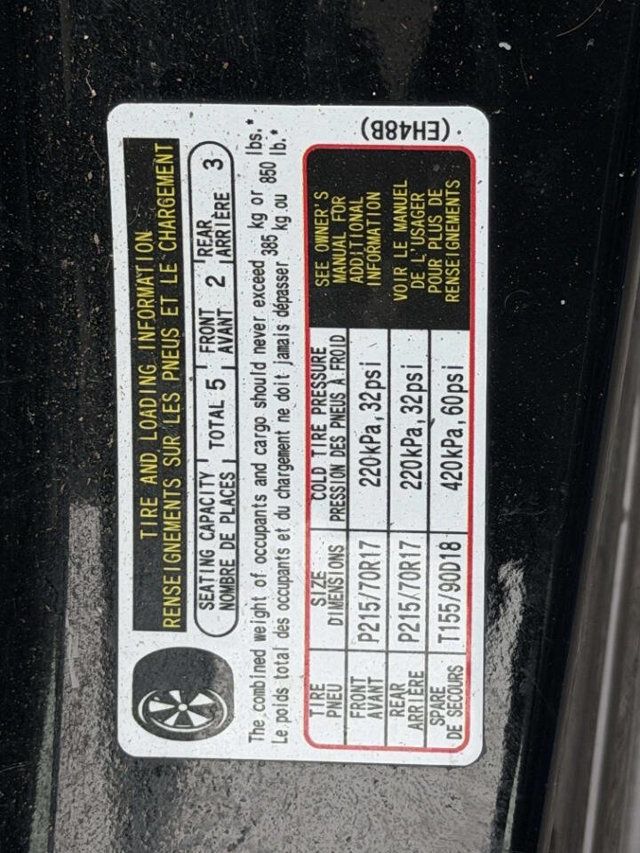 TIRE AND LOADING INFORMATION
RENSEIGNEMENTS SUR LES PNEUS ET LE CHARGEMENT
SEATING CAPACITY TOTAL 5 FRONT 2 REAR 3
NOMBRE DE PLACES AVANT ARRIÈRE
The combined weight of occupants and cargo should never exceed 385 kg or 850 lbs.*
Le poids total des occupants et du chargement ne doit jamais dépasser kg ou lb.*
TIRE SIZE COLD TIRE PRESSURE
PNEU DIMENSIONS PRESSION DES PNEUS À FROID
FRONT P215/70R17 220kPa,32psi
AVANT
REAR P215/70R17 220kPa,32psi
ARRIÈRE
SPARE T155/90D18 420kPa,60psi
DE SECOURS
SEE OWNER'S
MANUAL FOR
ADDITIONAL
INFORMATION
VOIR LE MANUEL
DE L'USAGER
POUR PLUS DE
RENSEIGNEMENTS
(EH48B)